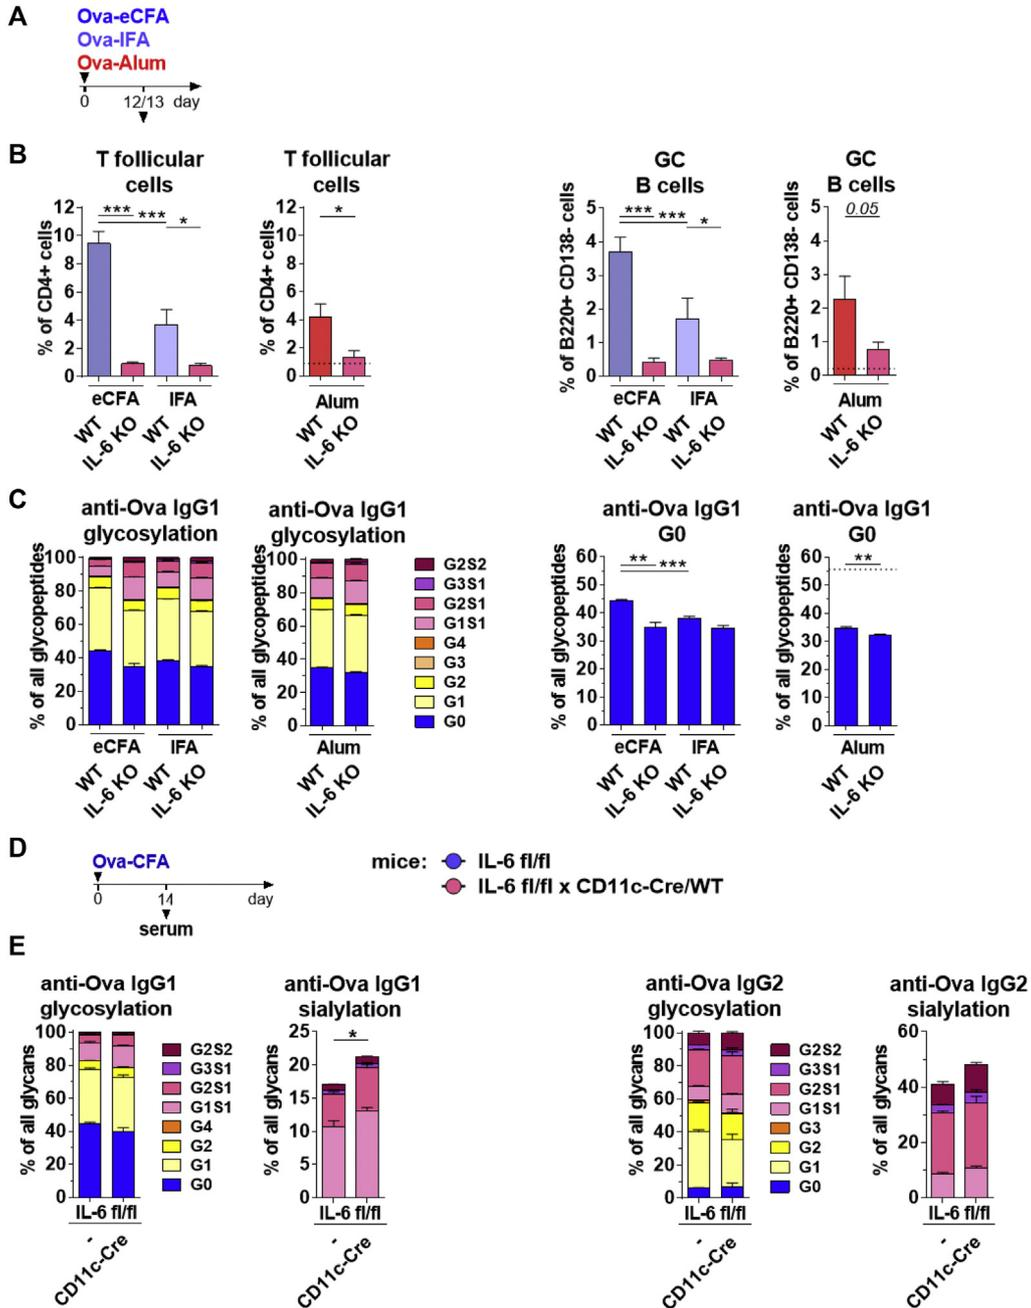 A
Ova-eCFA
Ova-IFA
Ova-Alum
0 12/13 day
B
T follicular
cells
% of CD4+ cells
12
10
8
6
4
2
0
*** *** *
eCFA IFA
WT
IL-6 KO
WT
IL-6 KO
T follicular
cells
% of CD4+ cells
12
10
8
6
4
2
0
*
Alum
WT
IL-6 KO
GC
B cells
% of B220+ CD138- cells
5
4
3
2
1
0
*** *** *
eCFA IFA
WT
IL-6 KO
WT
IL-6 KO
GC
B cells
% of B220+ CD138- cells
5
4
3
2
1
0
0.05
Alum
WT
IL-6 KO
C
anti-Ova IgG1
glycosylation
% of all glycopeptides
100
80
60
40
20
0
eCFA IFA
WT
IL-6 KO
WT
IL-6 KO
anti-Ova IgG1
glycosylation
% of all glycopeptides
100
80
60
40
20
0
Alum
WT
IL-6 KO
G2S2
G3S1
G2S1
G1S1
G4
G3
G2
G1
G0
anti-Ova IgG1
G0
% of all glycopeptides
60
50
40
30
20
10
0
** ***
eCFA IFA
WT
IL-6 KO
WT
IL-6 KO
anti-Ova IgG1
G0
% of all glycopeptides
60
50
40
30
20
10
0
**
Alum
WT
IL-6 KO
D
Ova-CFA
0 14 day
serum
mice: IL-6 fl/fl
IL-6 fl/fl x CD11c-Cre/WT
E
anti-Ova IgG1
glycosylation
% of all glycans
100
80
60
40
20
0
IL-6 fl/fl
-
CD11c-Cre
G2S2
G3S1
G2S1
G1S1
G4
G2
G1
G0
anti-Ova IgG1
sialylation
% of all glycans
25
20
15
10
5
0
*
IL-6 fl/fl
-
CD11c-Cre
anti-Ova IgG2
glycosylation
% of all glycans
100
80
60
40
20
0
IL-6 fl/fl
-
CD11c-Cre
G2S2
G3S1
G2S1
G1S1
G3
G2
G1
G0
anti-Ova IgG2
sialylation
% of all glycans
60
40
20
0
IL-6 fl/fl
-
CD11c-Cre